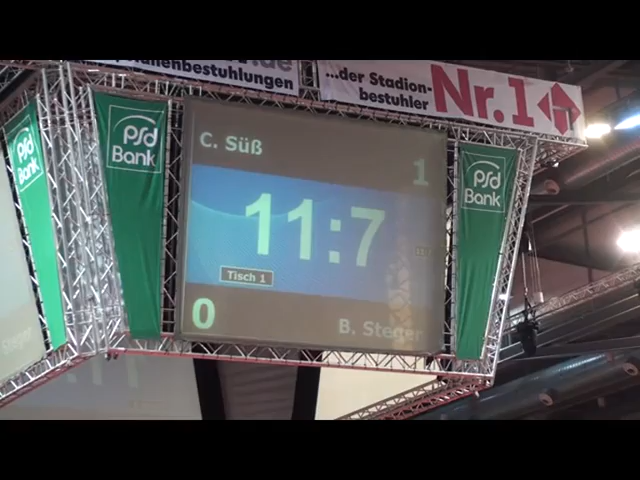 ...der Stadion-
bestuhler Nr.1
psd
Bank
psd
Bank
psd
Bank
C. Süß
1
11:7
Tisch 1
0
B. Steger